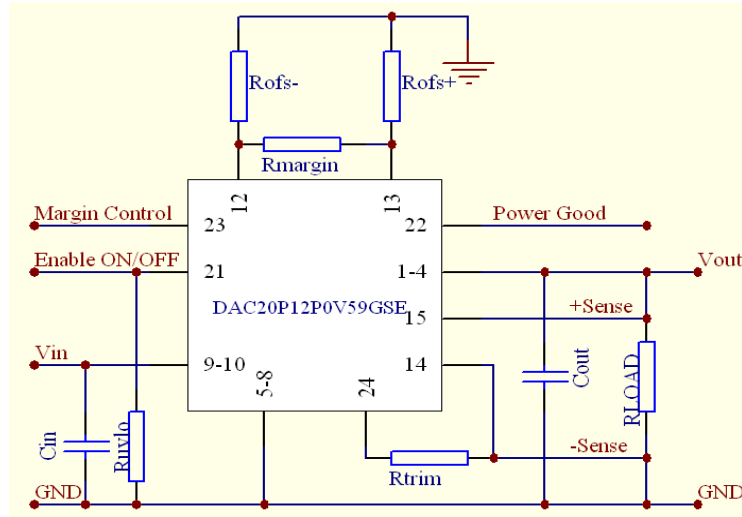 Rofs-
Rofs+
Rmargin
12
13
Margin Control
23
22
Power Good
Enable ON/OFF
21
1-4
Vout
DAC20P12P0V59GSE
15
+Sense
Vin
9-10
5-8
24
14
Cout
RLOAD
Cin
Ruvlo
Rtrim
-Sense
GND
GND